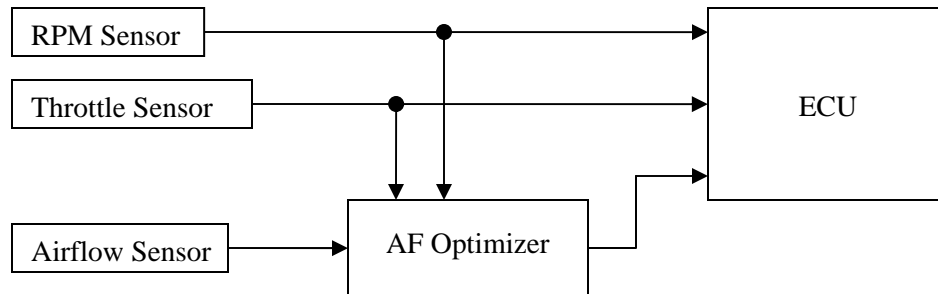 RPM Sensor
Throttle Sensor
ECU
Airflow Sensor
AF Optimizer